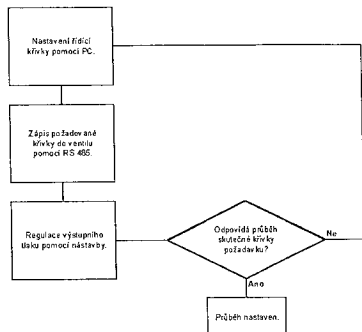 Nastavení řídící
křivky pomocí PC.
Zápis požadované
křivky do ventilu
pomocí RS 485.
Regulace výstupního
tlaku pomocí nástavby.
Odpovídá průběh
skutečné křivky
požadavku?
Ne
Ano
Průběh nastaven.